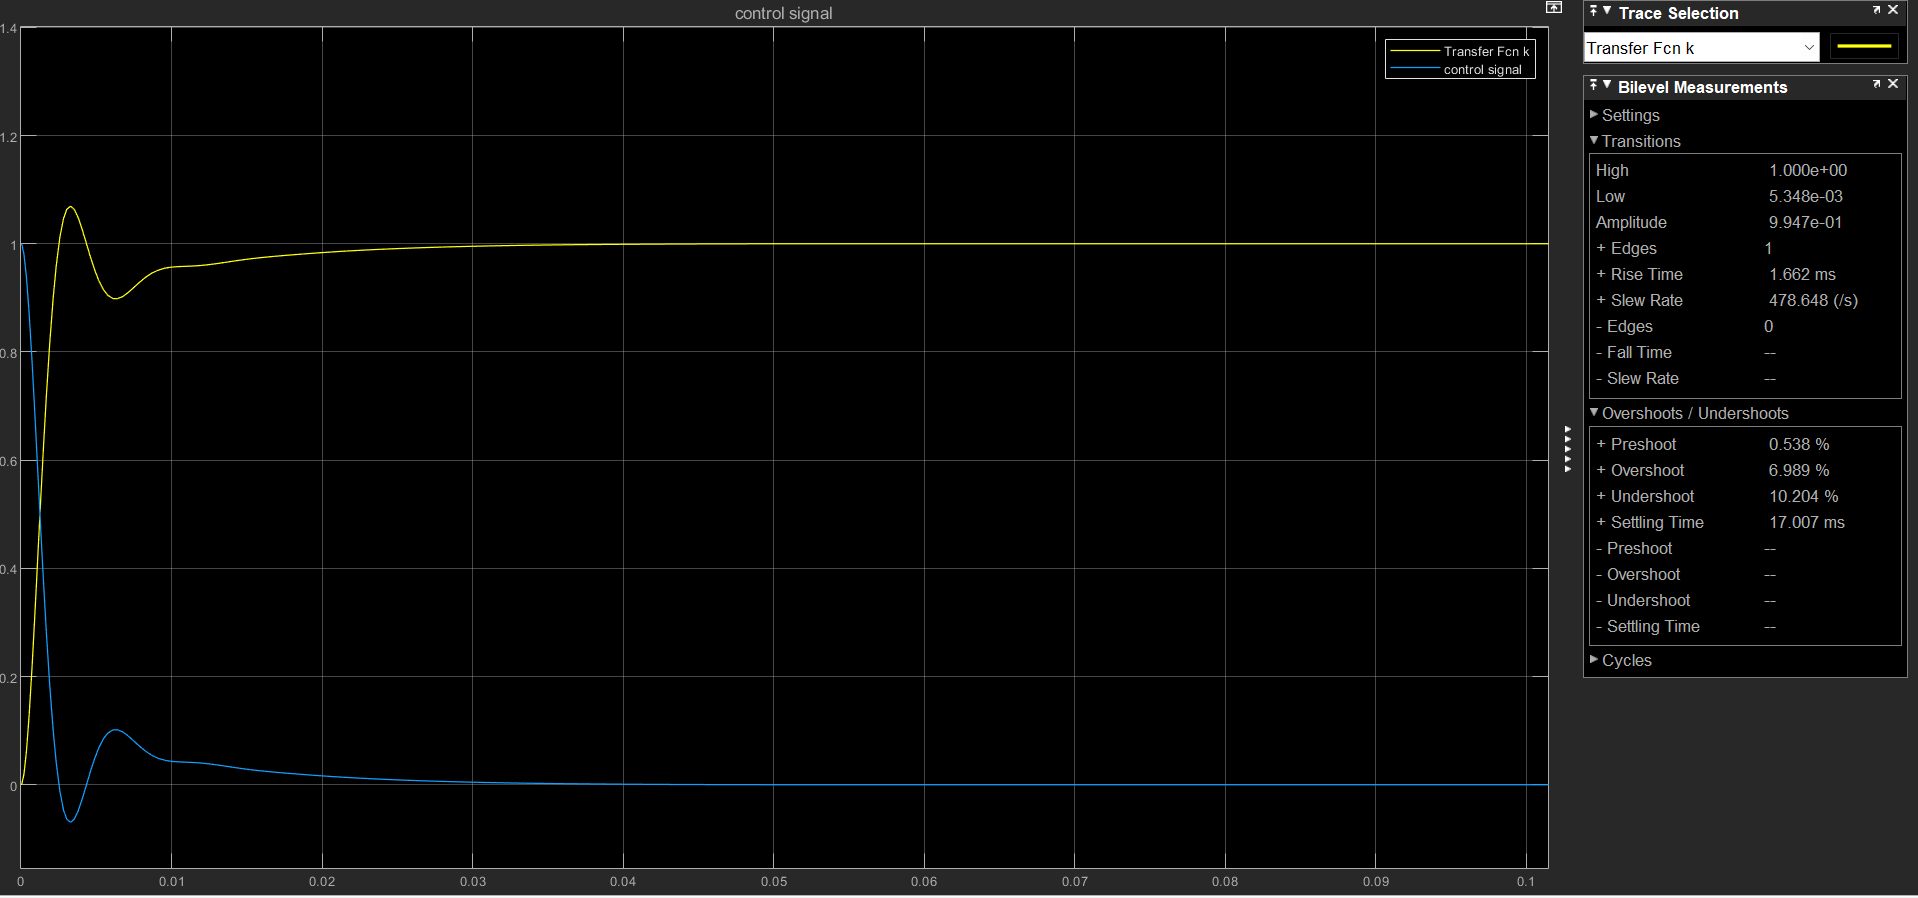 control signal
1.4
1.2
1
0.8
0.6
0.4
0.2
0
0 0.01 0.02 0.03 0.04 0.05 0.06 0.07 0.08 0.09 0.1
Transfer Fcn k
control signal
Trace Selection
Transfer Fcn k
Bilevel Measurements
Settings
Transitions
High 1.000e+00
Low 5.348e-03
Amplitude 9.947e-01
+ Edges 1
+ Rise Time 1.662 ms
+ Slew Rate 478.648 (/s)
- Edges 0
- Fall Time --
- Slew Rate --
Overshoots / Undershoots
+ Preshoot 0.538 %
+ Overshoot 6.989 %
+ Undershoot 10.204 %
+ Settling Time 17.007 ms
- Preshoot --
- Overshoot --
- Undershoot --
- Settling Time --
Cycles